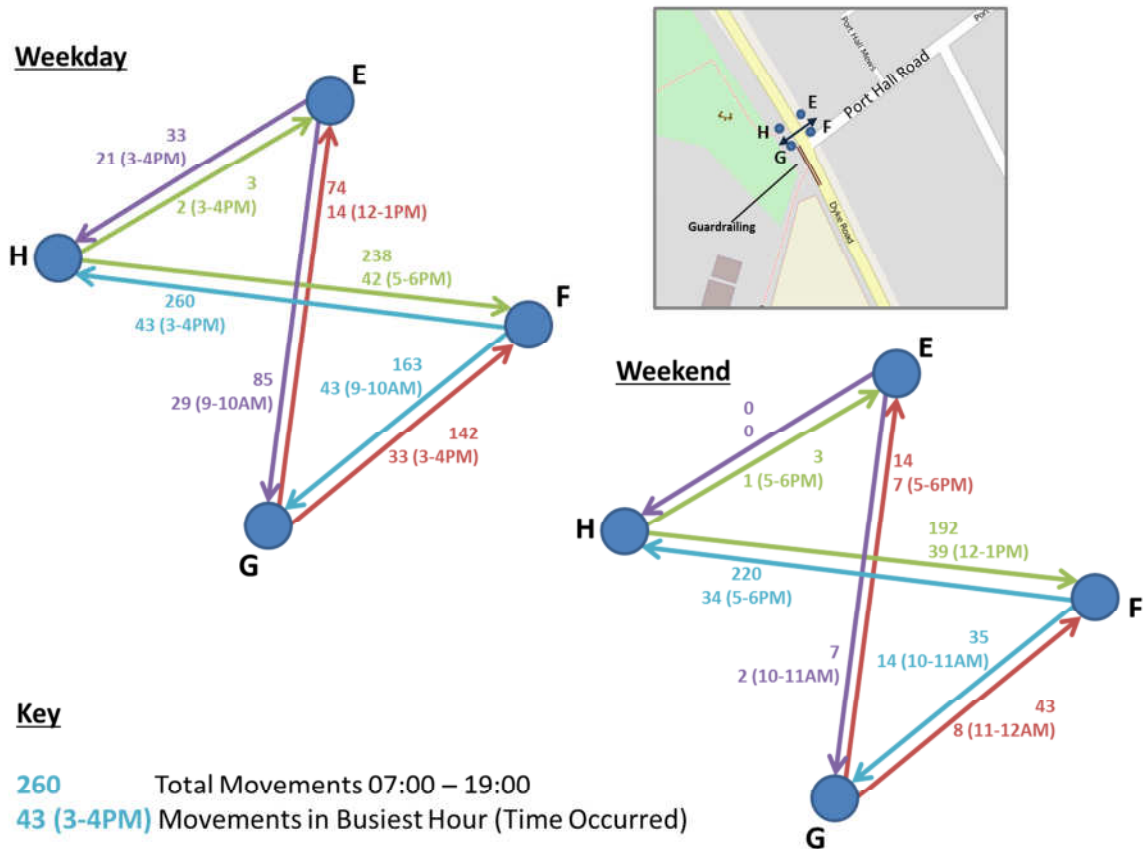 Weekday
E
33
21 (3-4PM)
3
2 (3-4PM)
74
14 (12-1PM)
H
238
42 (5-6PM)
F
260
43 (3-4PM)
85
29 (9-10AM)
163
43 (9-10AM)
142
33 (3-4PM)
G
Port Hall Mews
Port
Port Hall Road
E
H
F
G
Guardrailing
Dyke Road
Weekend
E
0
0
3
1 (5-6PM)
14
7 (5-6PM)
H
192
39 (12-1PM)
220
34 (5-6PM)
F
7
2 (10-11AM)
35
14 (10-11AM)
43
8 (11-12AM)
G
Key
260 Total Movements 07:00 – 19:00
43 (3-4PM) Movements in Busiest Hour (Time Occurred)